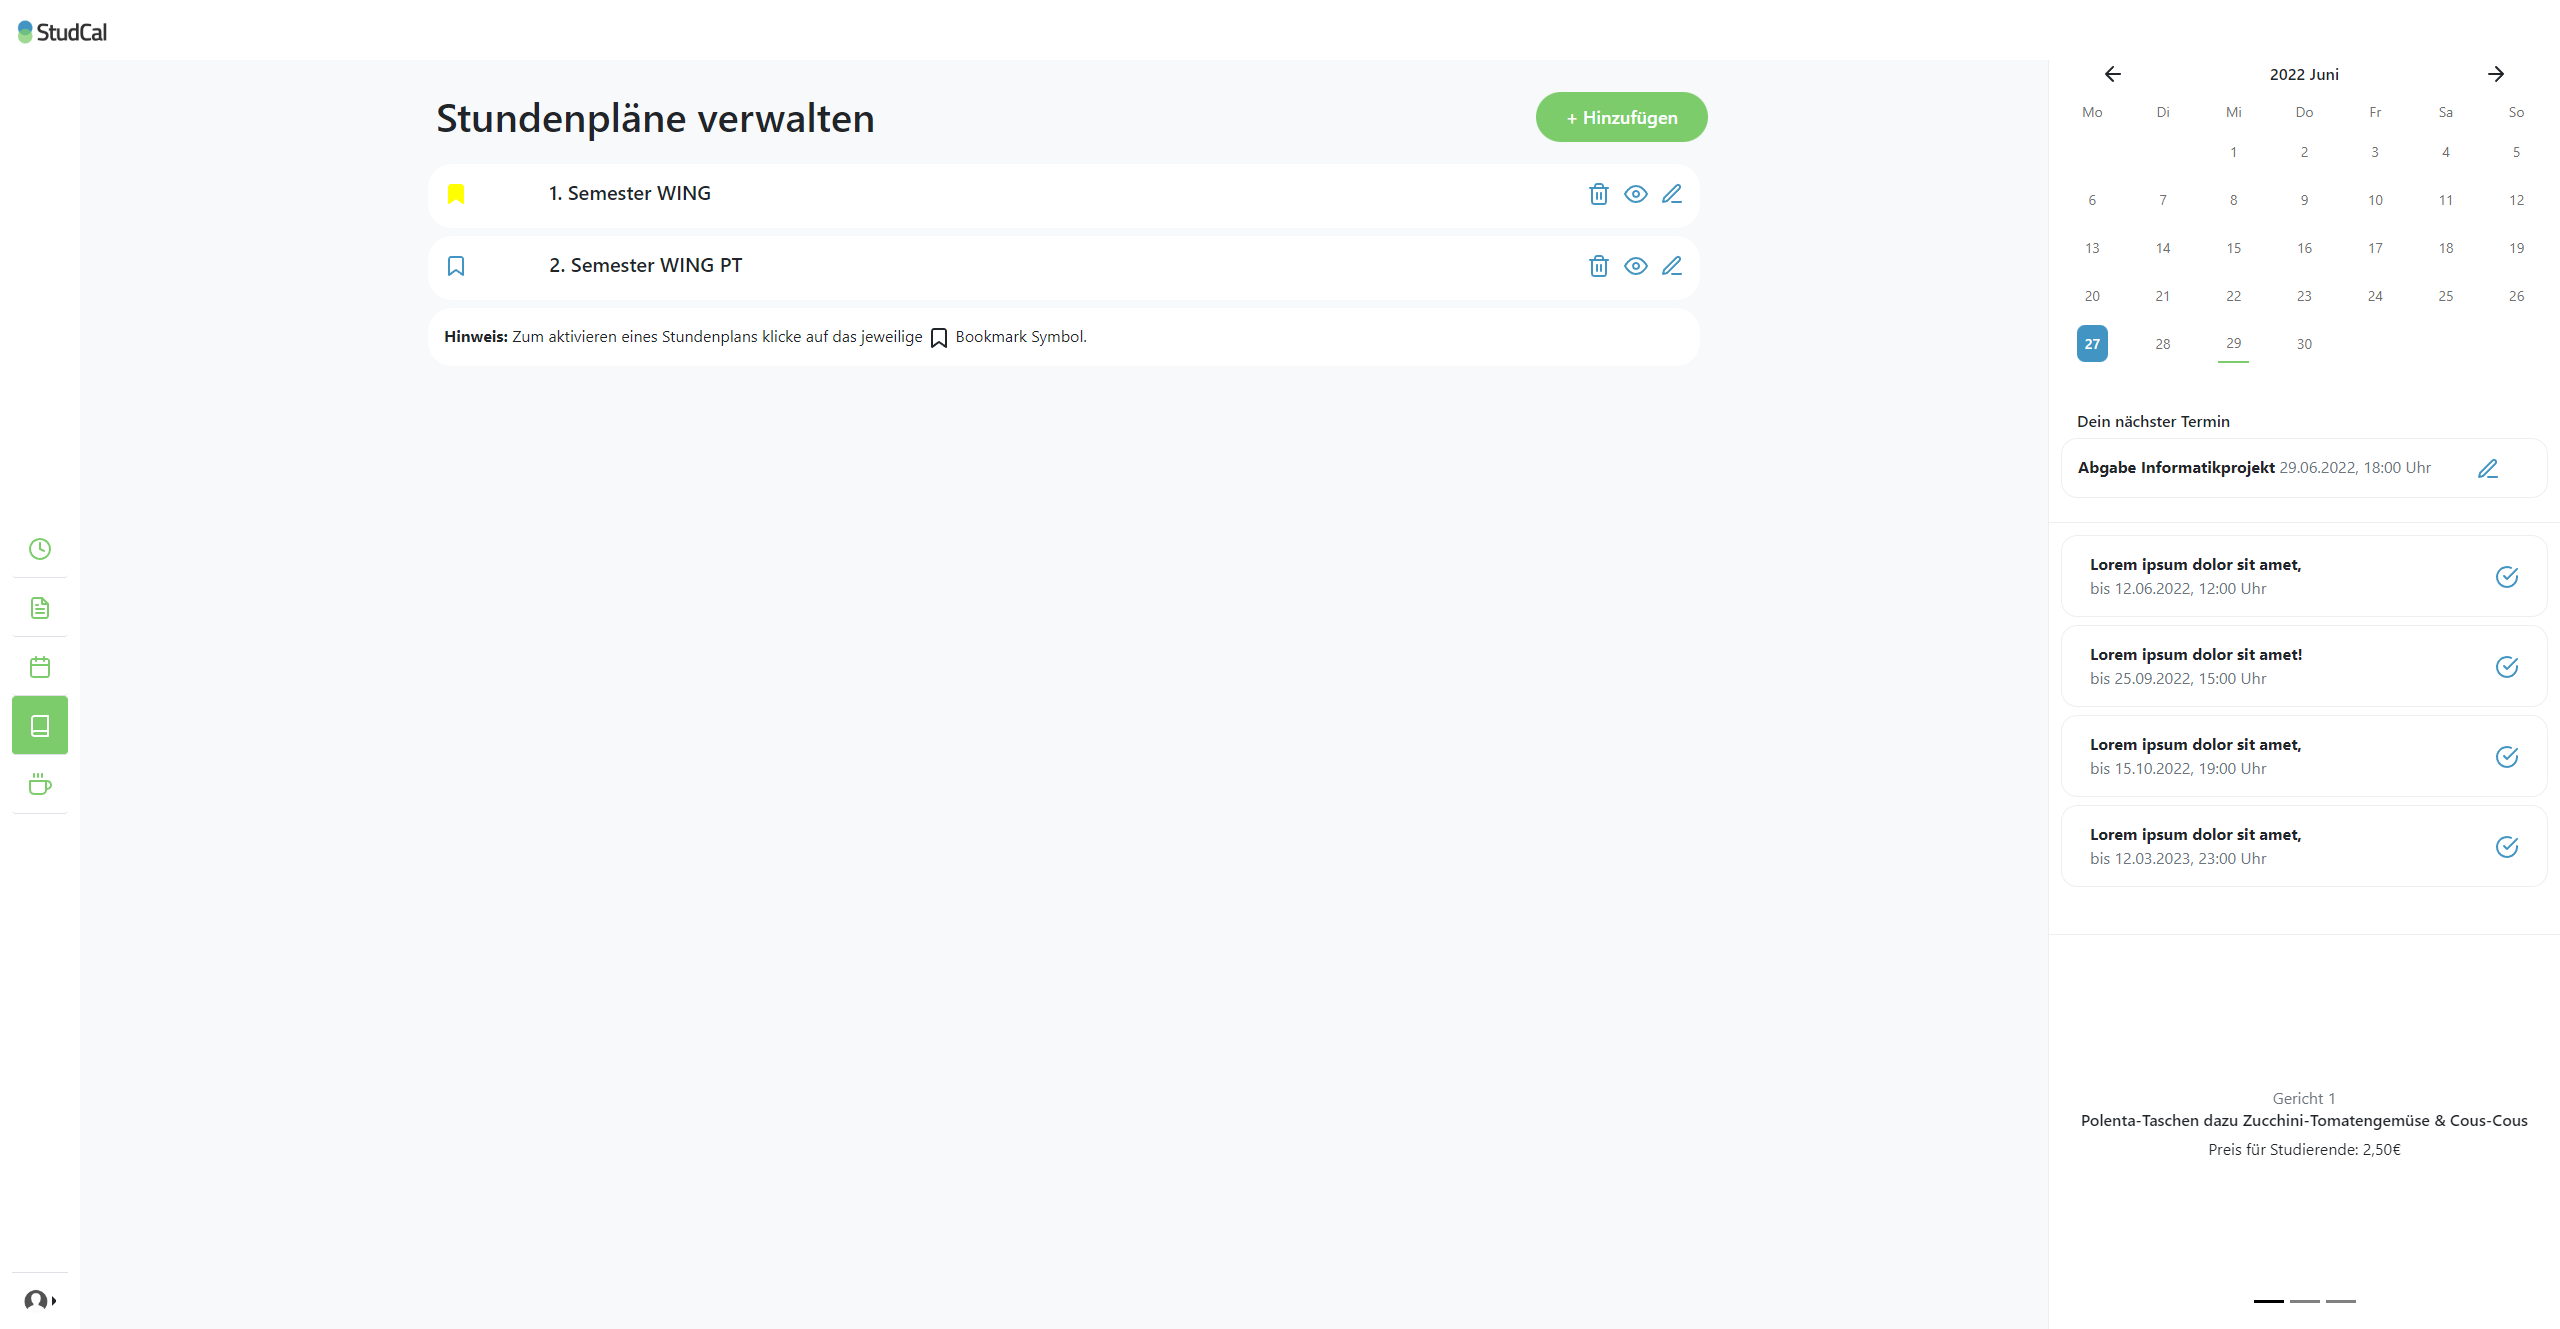 StudCal
Stundenpläne verwalten
+ Hinzufügen
1. Semester WING
2. Semester WING PT
Hinweis: Zum aktivieren eines Stundenplans klicke auf das jeweilige Bookmark Symbol.
2022 Juni
Mo Di Mi Do Fr Sa So
1 2 3 4 5
6 7 8 9 10 11 12
13 14 15 16 17 18 19
20 21 22 23 24 25 26
27 28 29 30
Dein nächster Termin
Abgabe Informatikprojekt 29.06.2022, 18:00 Uhr
Lorem ipsum dolor sit amet,
bis 12.06.2022, 12:00 Uhr
Lorem ipsum dolor sit amet!
bis 25.09.2022, 15:00 Uhr
Lorem ipsum dolor sit amet,
bis 15.10.2022, 19:00 Uhr
Lorem ipsum dolor sit amet,
bis 12.03.2023, 23:00 Uhr
Gericht 1
Polenta-Taschen dazu Zucchini-Tomatengemüse & Cous-Cous
Preis für Studierende: 2,50€